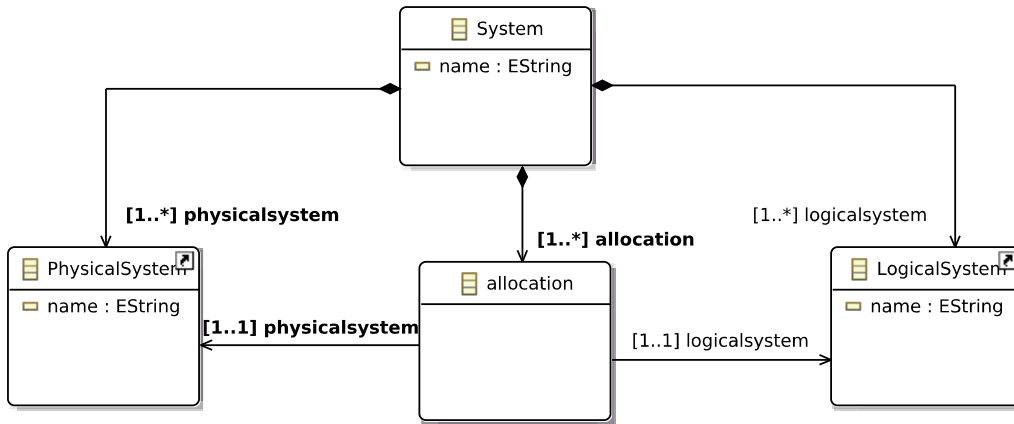 System
name : EString
[1..*] physicalsystem
[1..*] logicalsystem
[1..*] allocation
PhysicalSystem
name : EString
allocation
LogicalSystem
name : EString
[1..1] physicalsystem
[1..1] logicalsystem